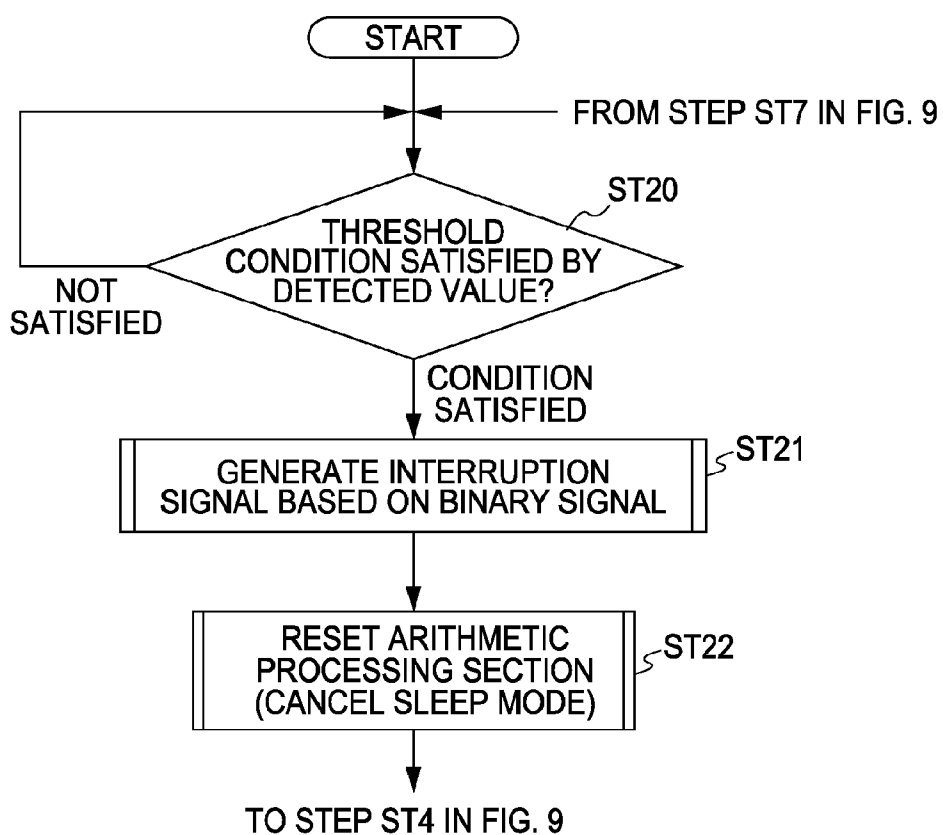 START
FROM STEP ST7 IN FIG. 9
ST20
THRESHOLD
CONDITION SATISFIED BY
DETECTED VALUE?
NOT
SATISFIED
CONDITION
SATISFIED
ST21
GENERATE INTERRUPTION
SIGNAL BASED ON BINARY SIGNAL
ST22
RESET ARITHMETIC
PROCESSING SECTION
(CANCEL SLEEP MODE)
TO STEP ST4 IN FIG. 9